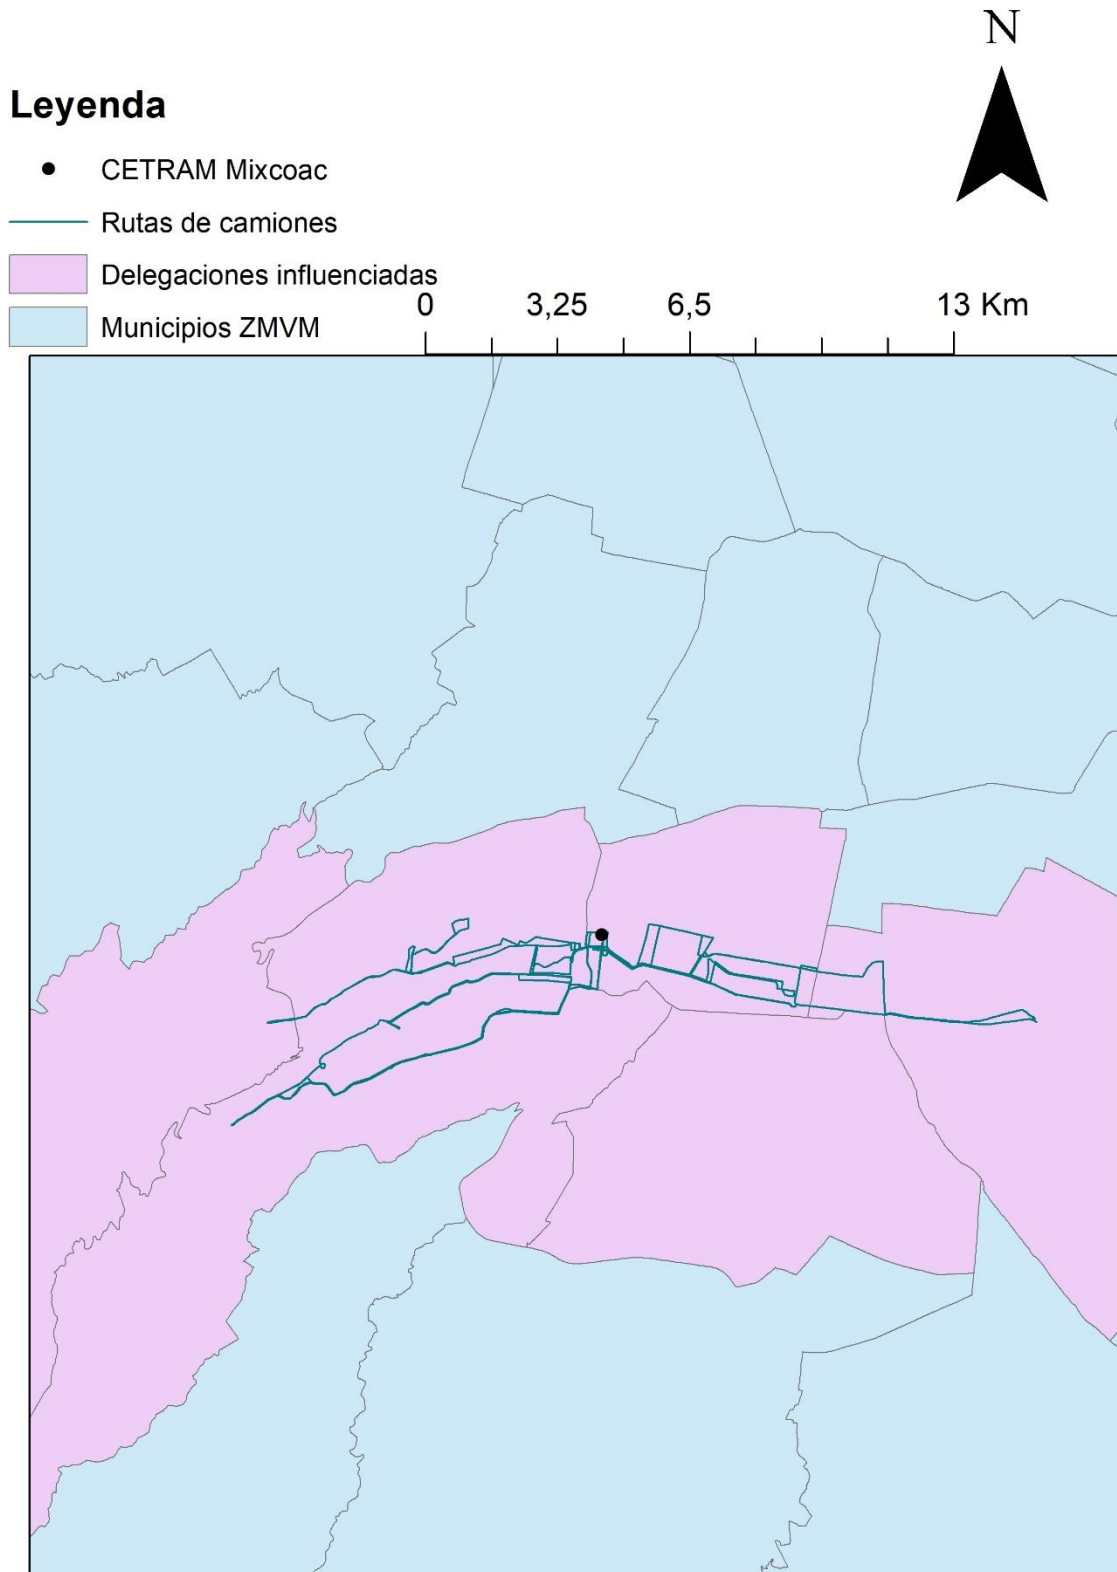 N
Leyenda
CETRAM Mixcoac
Rutas de camiones
Delegaciones influenciadas
Municipios ZMVM
0 3,25 6,5 13 Km